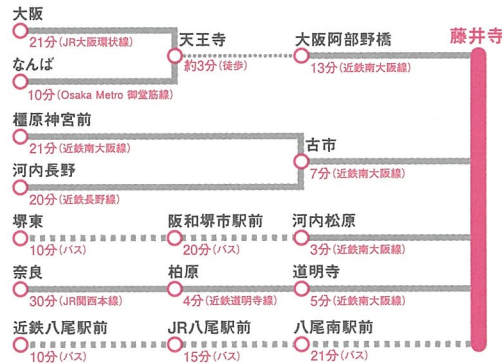 大阪
21分(JR大阪環状線)
天王寺
大阪阿部野橋
藤井寺
なんば
約3分(徒歩)
13分(近鉄南大阪線)
10分(Osaka Metro 御堂筋線)
橿原神宮前
21分(近鉄南大阪線)
古市
河内長野
7分(近鉄南大阪線)
20分(近鉄長野線)
堺東
阪和堺市駅前
河内松原
10分(バス)
20分(バス)
3分(近鉄南大阪線)
奈良
柏原
道明寺
30分(JR関西本線)
4分(近鉄道明寺線)
5分(近鉄南大阪線)
近鉄八尾駅前
JR八尾駅前
八尾南駅前
10分(バス)
15分(バス)
21分(バス)